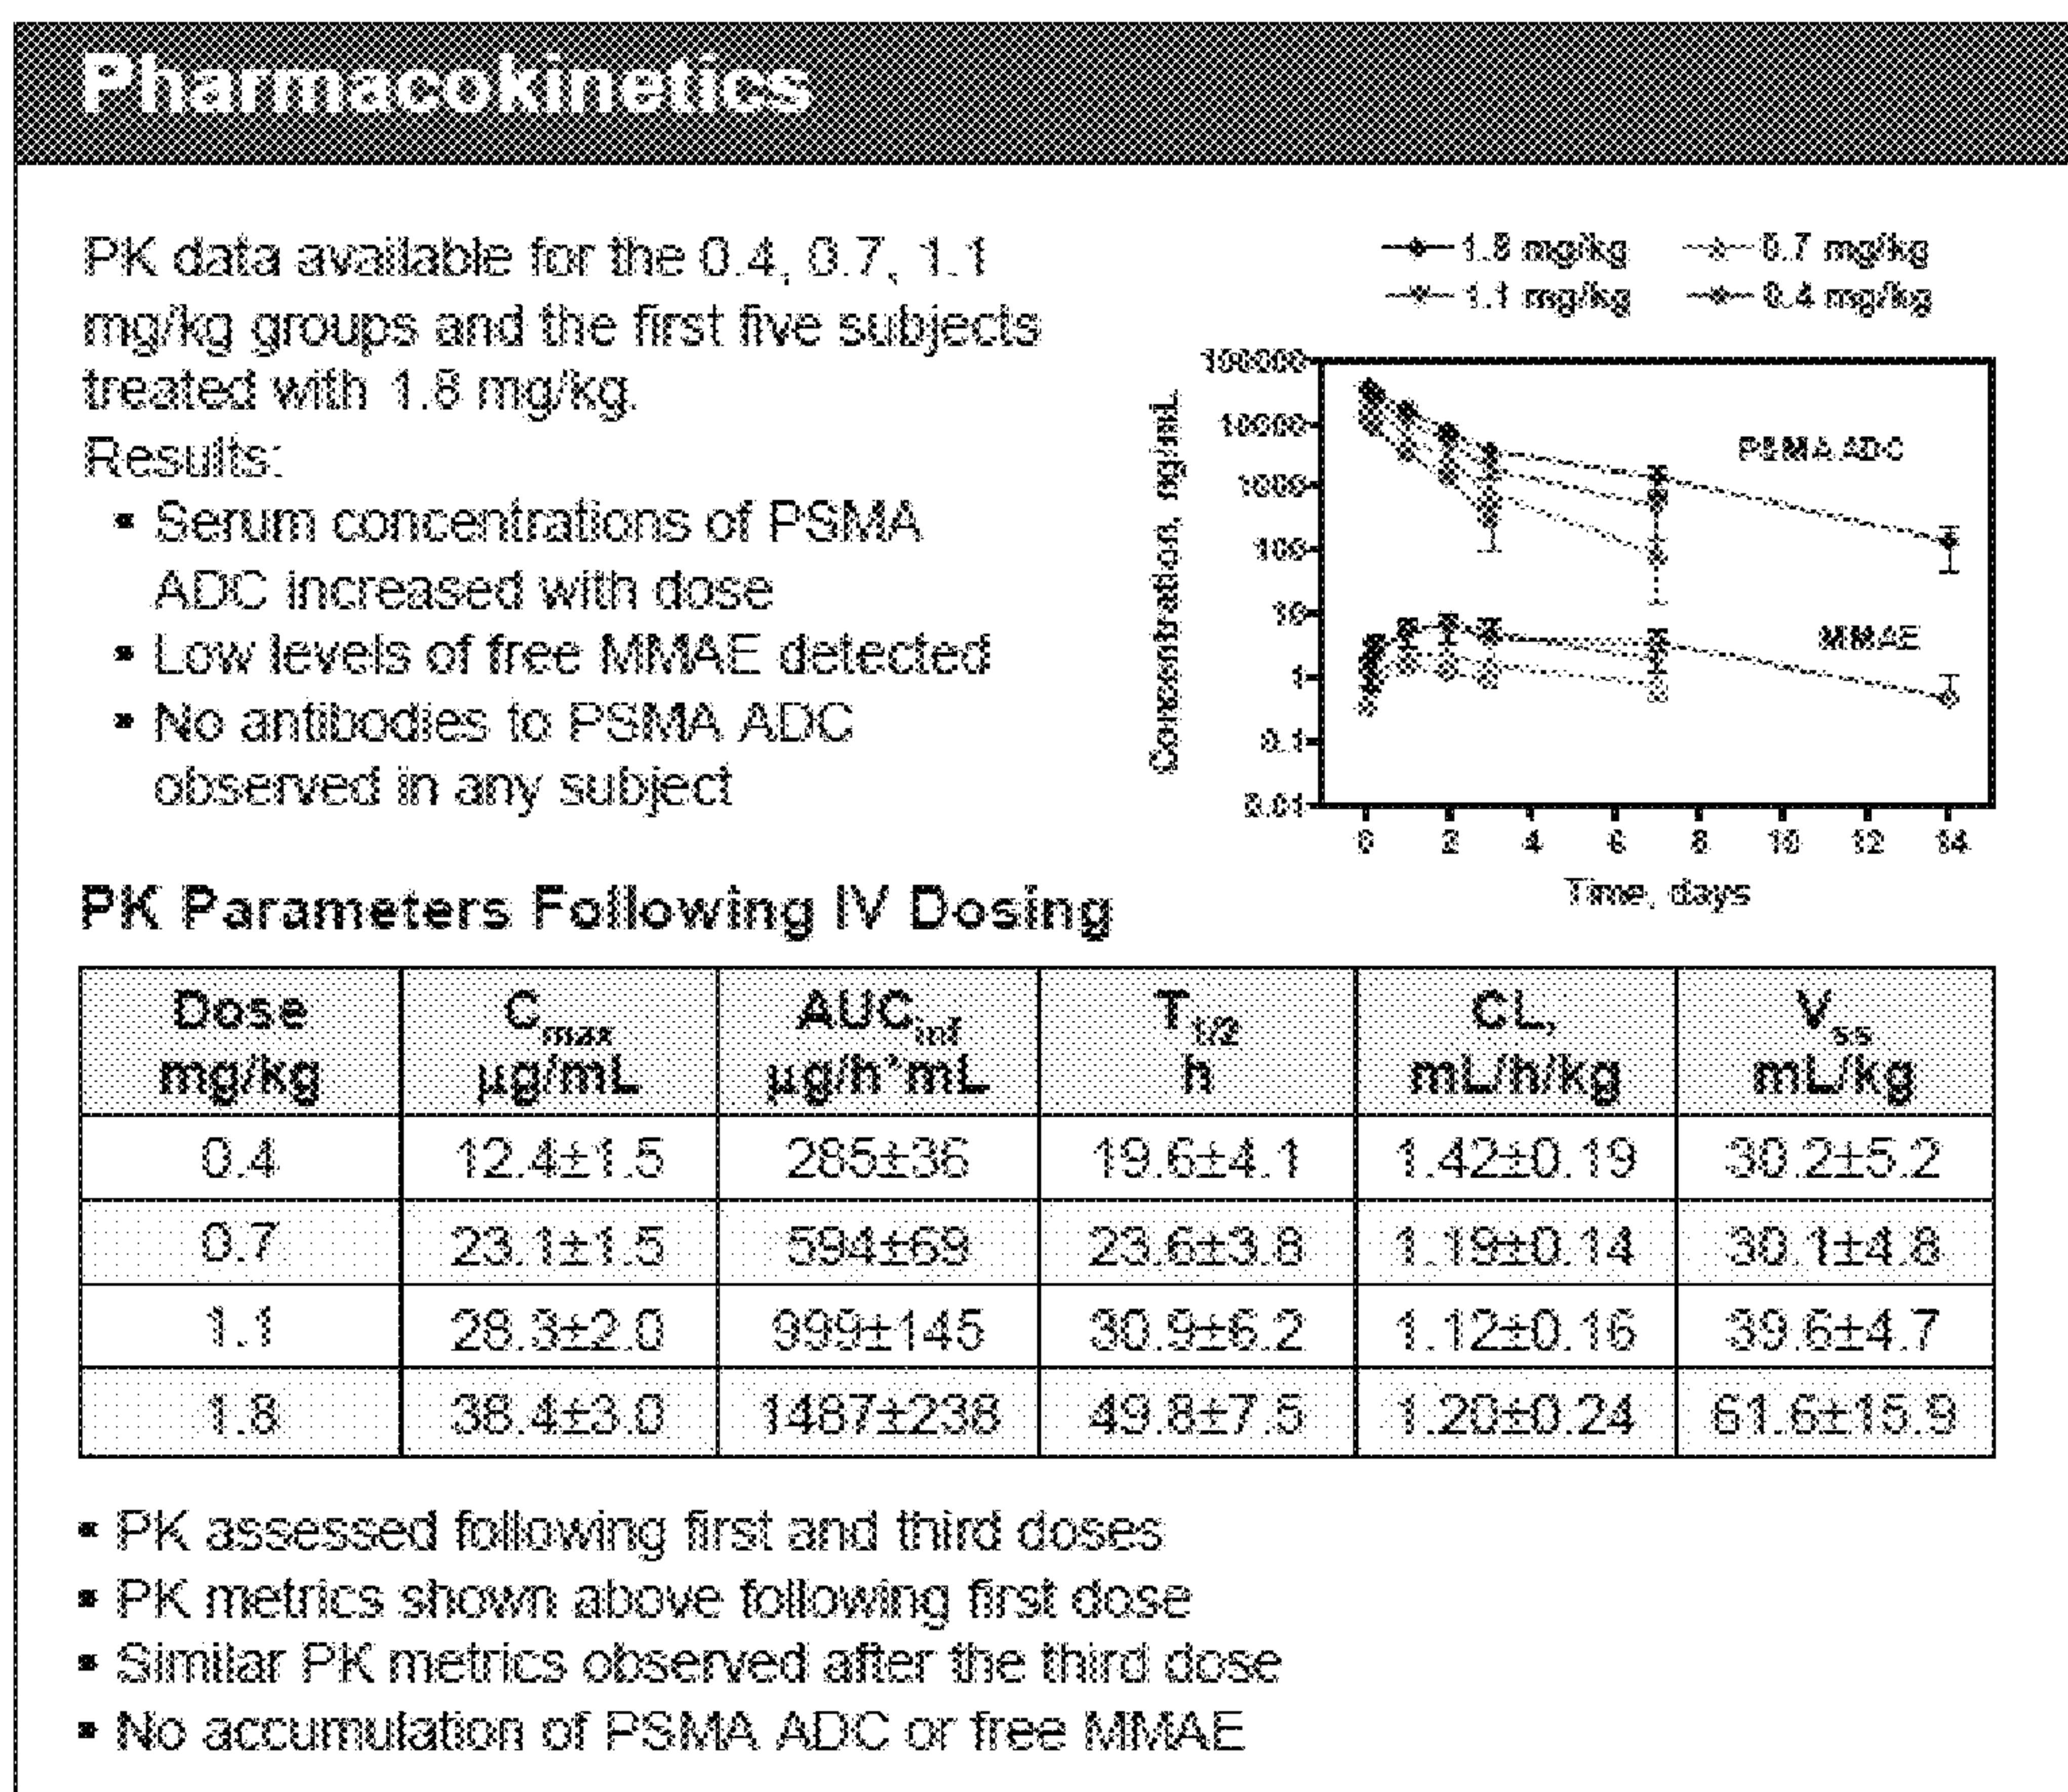 Pharmacokinetics
PK data available for the 0.4, 0.7, 1.1
mg/kg groups and the first five subjects
treated with 1.8 mg/kg.
Results:
▪ Serum concentrations of PSMA
ADC increased with dose
▪ Low levels of free MMAE detected
▪ No antibodies to PSMA ADC
observed in any subject
1.8 mg/kg 0.7 mg/kg
1.1 mg/kg 0.4 mg/kg
Concentration, ng/mL
100000
10000
1000
100
10
1
0.1
0.01
PSMA ADC
MMAE
0 2 4 6 8 10 12 14
Time, days
PK Parameters Following IV Dosing
Dose mg/kg Cmax µg/mL AUCinf µg/h*mL T1/2 h CL, mL/h/kg Vss mL/kg
0.4 12.4±1.5 285±36 19.6±4.1 1.42±0.19 30.2±5.2
0.7 23.1±1.5 594±69 23.6±3.8 1.19±0.14 30.1±4.8
1.1 28.3±2.0 999±145 30.9±6.2 1.12±0.16 39.6±4.7
1.8 38.4±3.0 49.8±7.5 1.20±0.24 61.6±15.9
▪ PK assessed following first and third doses
▪ PK metrics shown above following first dose
▪ Similar PK metrics observed after the third dose
▪ No accumulation of PSMA ADC or free MMAE